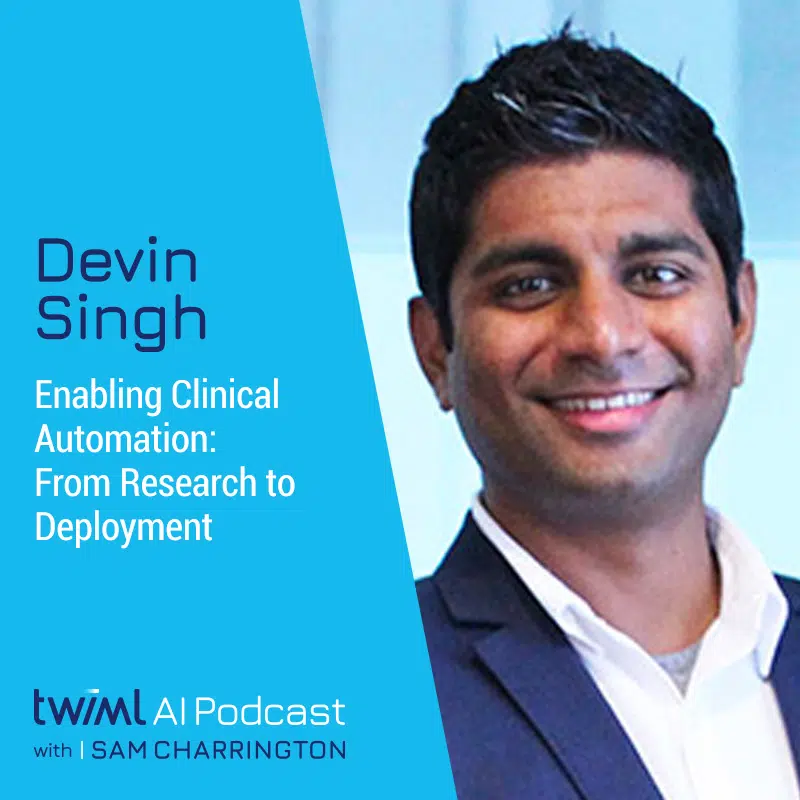 Devin
Singh
Enabling Clinical
Automation:
From Research to
Deployment
twiml AI Podcast
with | SAM CHARRINGTON